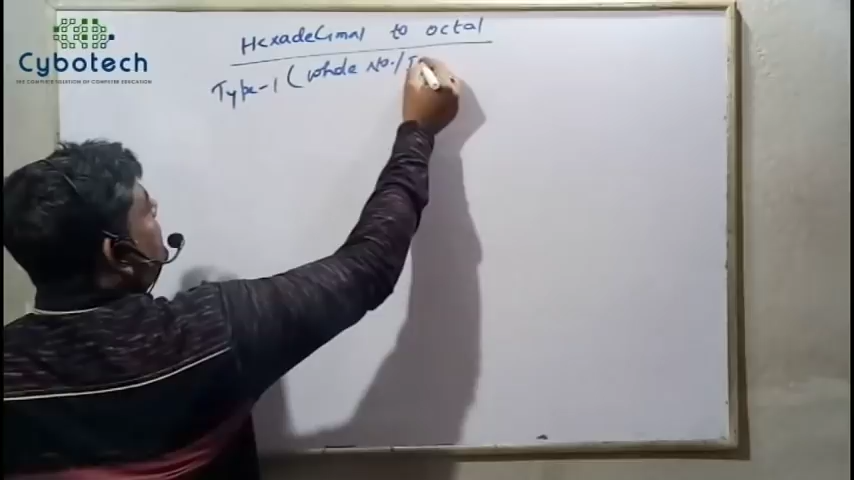 CYbOTECH
THE COMPLETE SOLUTION OF COMPUTER EDUCATION
HexadeCimal to octal
Type-1 (whole No./I